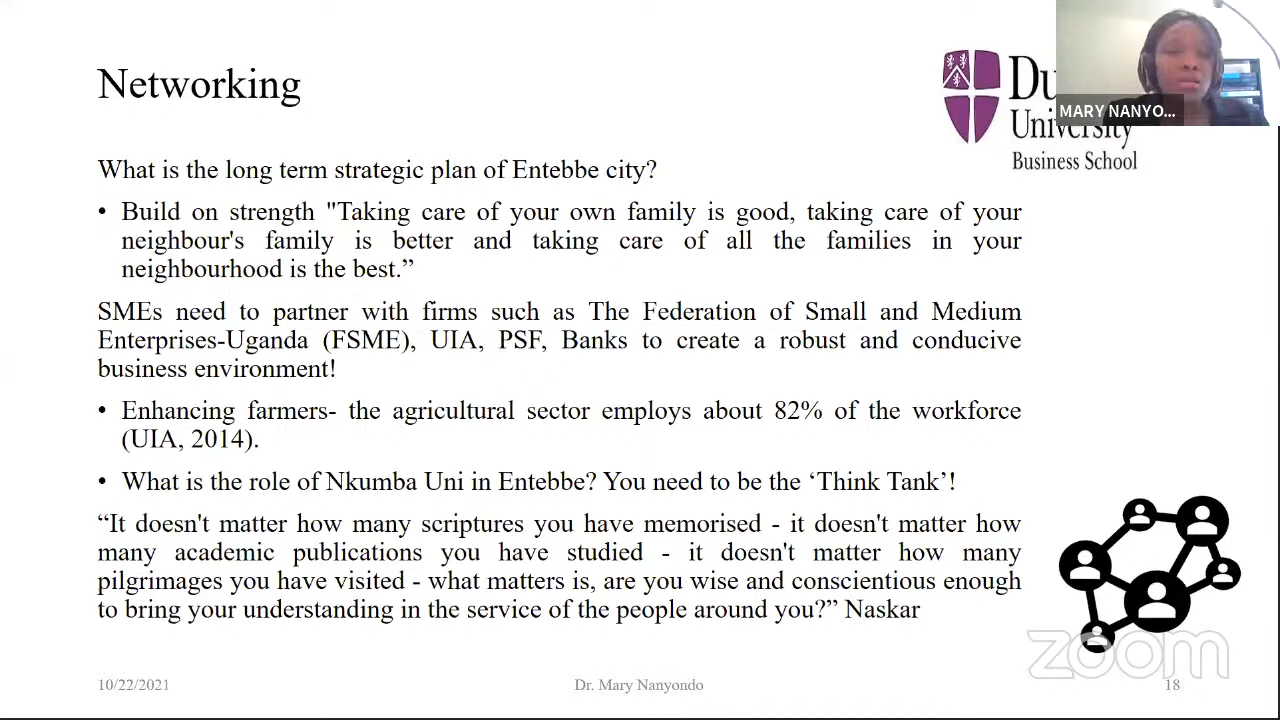 Networking
Du
University
Business School
MARY NANYO...
What is the long term strategic plan of Entebbe city?
• Build on strength "Taking care of your own family is good, taking care of your
neighbour's family is better and taking care of all the families in your
neighbourhood is the best.”
SMEs need to partner with firms such as The Federation of Small and Medium
Enterprises-Uganda (FSME), UIA, PSF, Banks to create a robust and conducive
business environment!
• Enhancing farmers- the agricultural sector employs about 82% of the workforce
(UIA, 2014).
• What is the role of Nkumba Uni in Entebbe? You need to be the ‘Think Tank’!
“It doesn't matter how many scriptures you have memorised - it doesn't matter how
many academic publications you have studied - it doesn't matter how many
pilgrimages you have visited - what matters is, are you wise and conscientious enough
to bring your understanding in the service of the people around you?” Naskar
zoom
10/22/2021
Dr. Mary Nanyondo
18